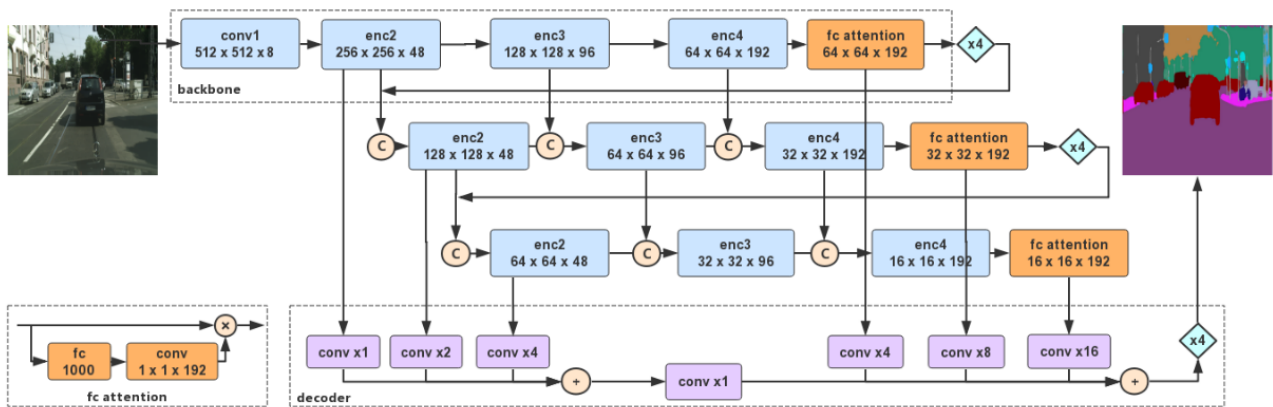 conv1
512 x 512 x 8
enc2
256 x 256 x 48
enc3
128 x 128 x 96
enc4
64 x 64 x 192
fc attention
64 x 64 x 192
x4
backbone
C
enc2
128 x 128 x 48
C
enc3
64 x 64 x 96
C
enc4
32 x 32 x 192
fc attention
32 x 32 x 192
x4
C
enc2
64 x 64 x 48
C
enc3
32 x 32 x 96
C
enc4
16 x 16 x 192
fc attention
16 x 16 x 192
x
fc
1000
conv
1 x 1 x 192
fc attention
conv x1
conv x2
conv x4
conv x4
conv x8
conv x16
x4
+
conv x1
+
decoder